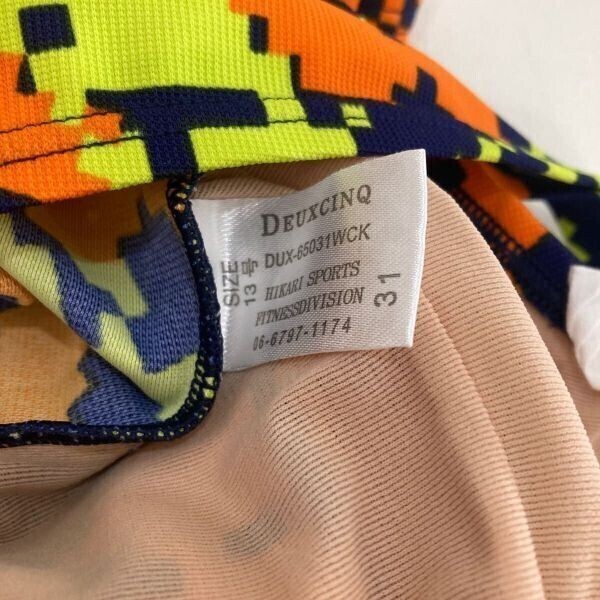 DEUXCINQ
DUX-65031WCK
HIKARI SPORTS
FITNESSDIVISION
06-6797-1174
SIZE
13号
31